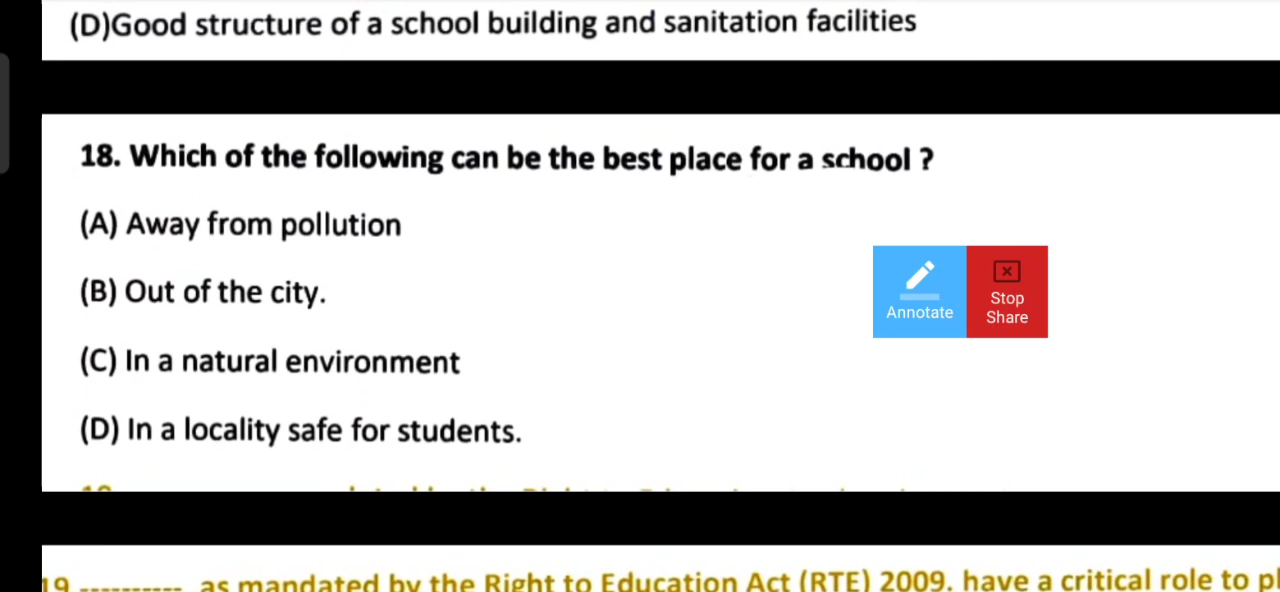 (D)Good structure of a school building and sanitation facilities
18. Which of the following can be the best place for a school ?
(A) Away from pollution
(B) Out of the city.
(C) In a natural environment
(D) In a locality safe for students.
Annotate
Stop
Share
19 ---------- as mandated by the Right to Education Act (RTE) 2009. have a critical role to